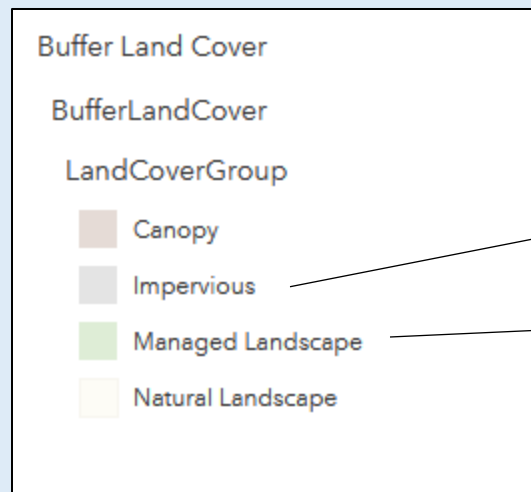 Buffer Land Cover
BufferLandCover
LandCoverGroup
Canopy
Impervious
Managed Landscape
Natural Landscape